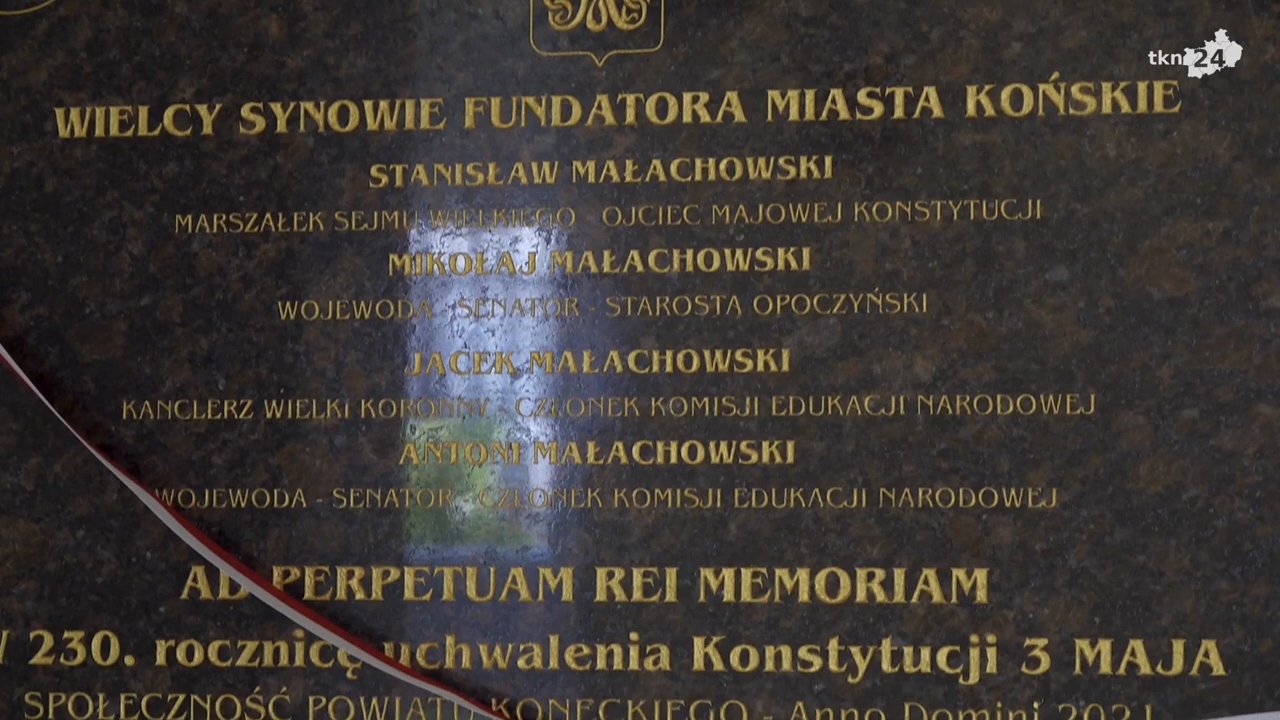 tkn24
WIELCY SYNOWIE FUNDATORA MIASTA KOŃSKIE
STANISŁAW MAŁACHOWSKI
MARSZAŁEK SEJMU WIELKIEGO - OJCIEC MAJOWEJ KONSTYTUCJI
MIKOŁAJ MAŁACHOWSKI
WOJEWODA - SENATOR - STAROSTA OPOCZYŃSKI
JACEK MAŁACHOWSKI
KANCLERZ WIELKI KORONNY - CZŁONEK KOMISJI EDUKACJI NARODOWEJ
ANTONI MAŁACHOWSKI
WOJEWODA - SENATOR - CZŁONEK KOMISJI EDUKACJI NARODOWEJ
AD PERPETUAM REI MEMORIAM
W 230. rocznicę uchwalenia Konstytucji 3 MAJA
SPOŁECZNOŚĆ POWIATU KONECKIEGO - Anno Domini 2021